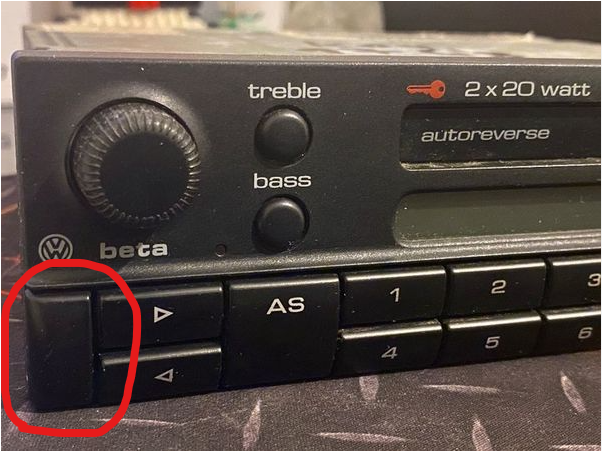 treble
2 x 20 watt
autoreverse
bass
beta
AS
1
2
3
4
5
6